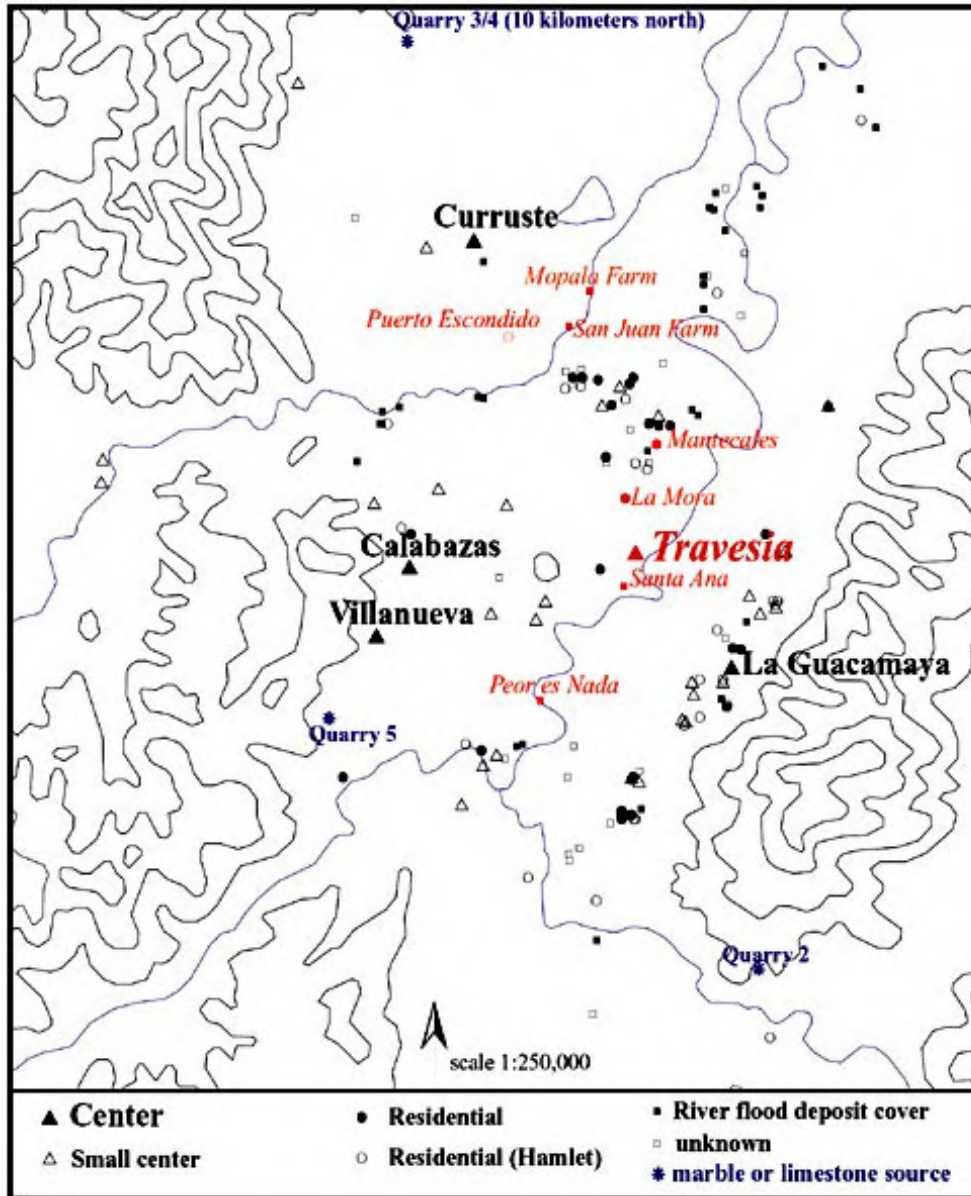 Quarry 3/4 (10 kilometers north)
Curruste
Mopala Farm
Puerto Escondido
San Juan Farm
Mantecales
La Mora
Calabazas
Travesia
Santa Ana
Villanueva
La Guacamaya
Peor es Nada
Quarry 5
Quarry 2
scale 1:250,000
Center
Residential
River flood deposit cover
Small center
Residential (Hamlet)
unknown
marble or limestone source